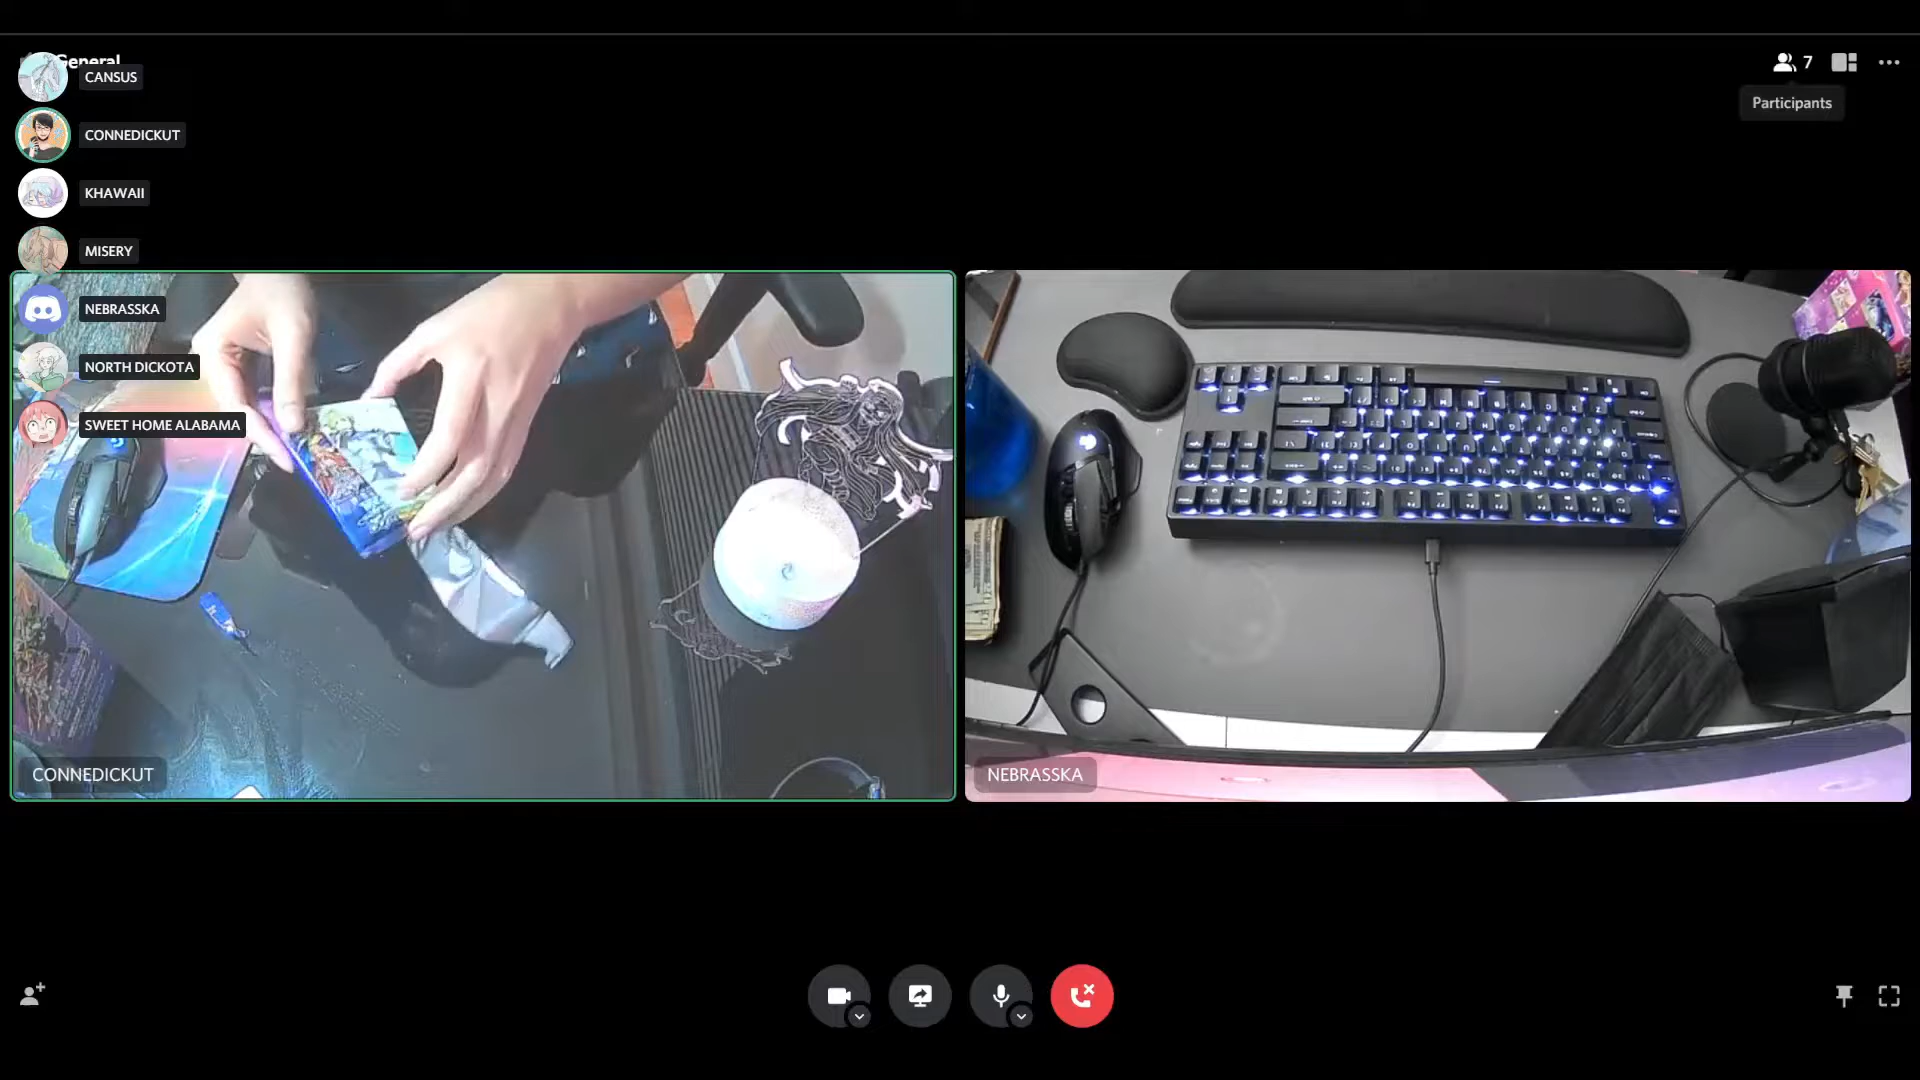 General
7
CANSUS
Participants
CONNEDICKUT
KHAWAII
MISERY
NEBRASSKA
NORTH DICKOTA
SWEET HOME ALABAMA
CONNEDICKUT
NEBRASSKA